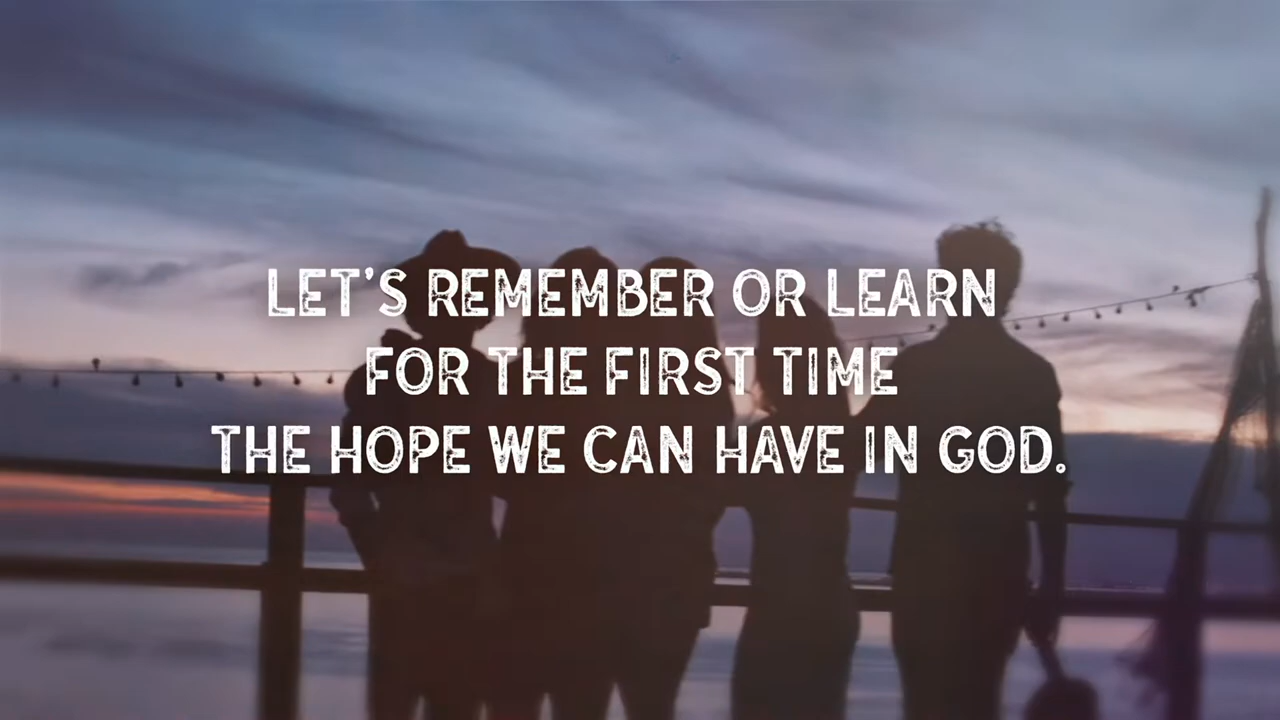 LET'S REMEMBER OR LEARN
FOR THE FIRST TIME
THE HOPE WE CAN HAVE IN GOD.